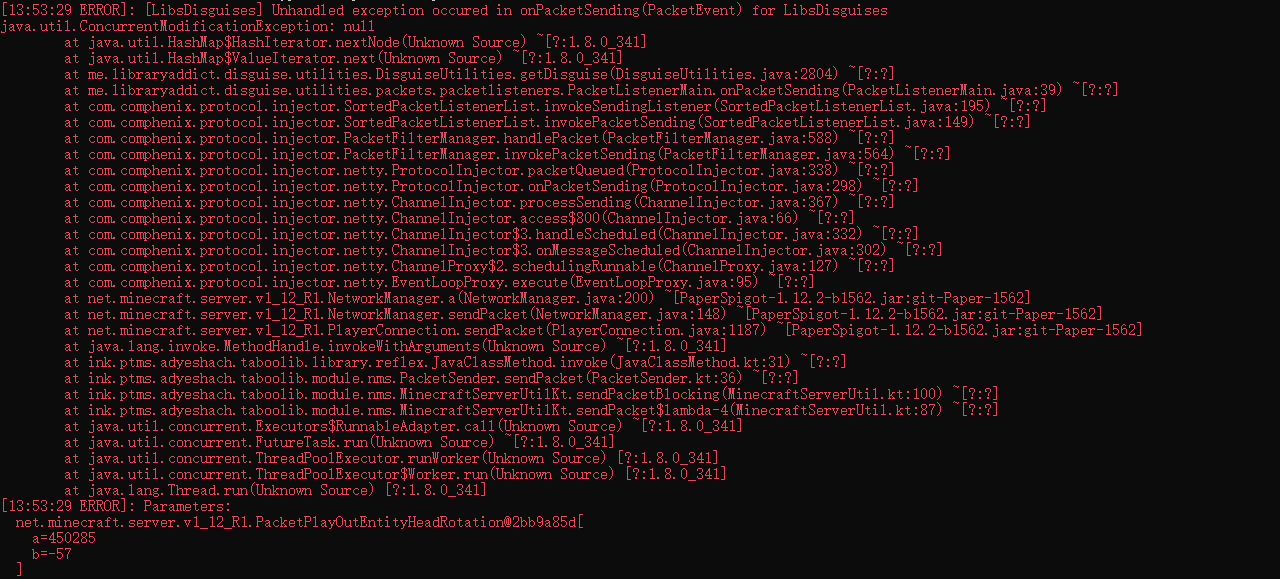 [13:53:29 ERROR]: [LibsDisguises] Unhandled exception occured in onPacketSending(PacketEvent) for LibsDisguises
java.util.ConcurrentModificationException: null
at java.util.HashMap$HashIterator.nextNode(Unknown Source) ~[?:1.8.0_341]
at java.util.HashMap$ValueIterator.next(Unknown Source) ~[?:1.8.0_341]
at me.libraryaddict.disguise.utilities.DisguiseUtilities.getDisguise(DisguiseUtilities.java:2804) ~[?:?]
at me.libraryaddict.disguise.utilities.packets.packetlisteners.PacketListenerMain.onPacketSending(PacketListenerMain.java:39) ~[?:?]
at com.comphenix.protocol.injector.SortedPacketListenerList.invokeSendingListener(SortedPacketListenerList.java:195) ~[?:?]
at com.comphenix.protocol.injector.SortedPacketListenerList.invokePacketSending(SortedPacketListenerList.java:149) ~[?:?]
at com.comphenix.protocol.injector.PacketFilterManager.handlePacket(PacketFilterManager.java:588) ~[?:?]
at com.comphenix.protocol.injector.PacketFilterManager.invokePacketSending(PacketFilterManager.java:564) ~[?:?]
at com.comphenix.protocol.injector.netty.ProtocolInjector.packetQueued(ProtocolInjector.java:338) ~[?:?]
at com.comphenix.protocol.injector.netty.ProtocolInjector.onPacketSending(ProtocolInjector.java:298) ~[?:?]
at com.comphenix.protocol.injector.netty.ChannelInjector.processSending(ChannelInjector.java:367) ~[?:?]
at com.comphenix.protocol.injector.netty.ChannelInjector.access$800(ChannelInjector.java:66) ~[?:?]
at com.comphenix.protocol.injector.netty.ChannelInjector$3.handleScheduled(ChannelInjector.java:332) ~[?:?]
at com.comphenix.protocol.injector.netty.ChannelInjector$3.onMessageScheduled(ChannelInjector.java:302) ~[?:?]
at com.comphenix.protocol.injector.netty.ChannelProxy$2.schedulingRunnable(ChannelProxy.java:127) ~[?:?]
at com.comphenix.protocol.injector.netty.EventLoopProxy.execute(EventLoopProxy.java:95) ~[?:?]
at net.minecraft.server.v1_12_R1.NetworkManager.a(NetworkManager.java:200) ~[PaperSpigot-1.12.2-b1562.jar:git-Paper-1562]
at net.minecraft.server.v1_12_R1.NetworkManager.sendPacket(NetworkManager.java:148) ~[PaperSpigot-1.12.2-b1562.jar:git-Paper-1562]
at net.minecraft.server.v1_12_R1.PlayerConnection.sendPacket(PlayerConnection.java:1187) ~[PaperSpigot-1.12.2-b1562.jar:git-Paper-1562]
at java.lang.invoke.MethodHandle.invokeWithArguments(Unknown Source) ~[?:1.8.0_341]
at ink.ptms.adyeshach.taboolib.library.reflex.JavaClassMethod.invoke(JavaClassMethod.kt:31) ~[?:?]
at ink.ptms.adyeshach.taboolib.module.nms.PacketSender.sendPacket(PacketSender.kt:36) ~[?:?]
at ink.ptms.adyeshach.taboolib.module.nms.MinecraftServerUtilKt.sendPacketBlocking(MinecraftServerUtil.kt:100) ~[?:?]
at ink.ptms.adyeshach.taboolib.module.nms.MinecraftServerUtilKt.sendPacket$lambda-4(MinecraftServerUtil.kt:87) ~[?:?]
at java.util.concurrent.Executors$RunnableAdapter.call(Unknown Source) ~[?:1.8.0_341]
at java.util.concurrent.FutureTask.run(Unknown Source) ~[?:1.8.0_341]
at java.util.concurrent.ThreadPoolExecutor.runWorker(Unknown Source) [?:1.8.0_341]
at java.util.concurrent.ThreadPoolExecutor$Worker.run(Unknown Source) [?:1.8.0_341]
at java.lang.Thread.run(Unknown Source) [?:1.8.0_341]
[13:53:29 ERROR]: Parameters:
net.minecraft.server.v1_12_R1.PacketPlayOutEntityHeadRotation@2bb9a85d[
a=450285
b=-57
]